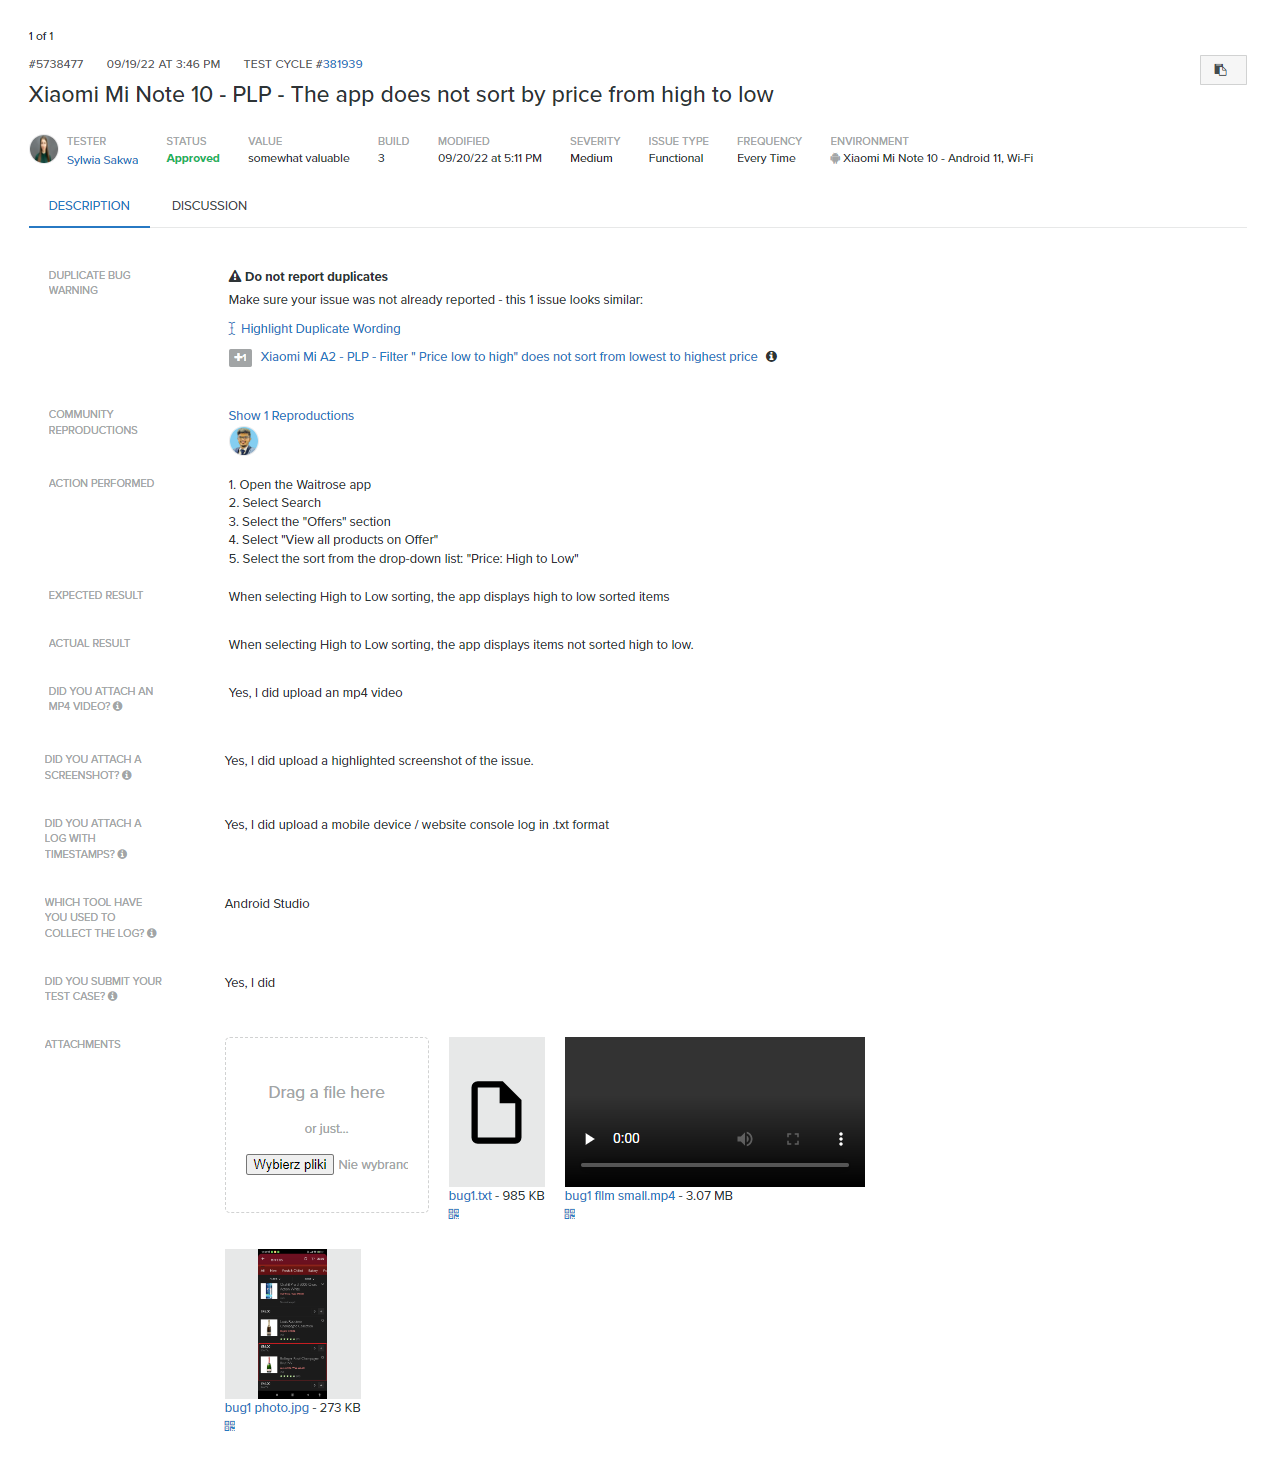 1 of 1
#5738477 09/19/22 AT 3:46 PM TEST CYCLE #381939
Xiaomi Mi Note 10 - PLP - The app does not sort by price from high to low
TESTER STATUS VALUE BUILD MODIFIED SEVERITY ISSUE TYPE FREQUENCY ENVIRONMENT
Sylwia Sakwa Approved somewhat valuable 3 09/20/22 at 5:11 PM Medium Functional Every Time Xiaomi Mi Note 10 - Android 11, Wi-Fi
DESCRIPTION DISCUSSION
DUPLICATE BUG
WARNING
Do not report duplicates
Make sure your issue was not already reported - this 1 issue looks similar:
Highlight Duplicate Wording
+1 Xiaomi Mi A2 - PLP - Filter " Price low to high" does not sort from lowest to highest price
COMMUNITY
REPRODUCTIONS
Show 1 Reproductions
ACTION PERFORMED
1. Open the Waitrose app
2. Select Search
3. Select the "Offers" section
4. Select "View all products on Offer"
5. Select the sort from the drop-down list: "Price: High to Low"
EXPECTED RESULT
When selecting High to Low sorting, the app displays high to low sorted items
ACTUAL RESULT
When selecting High to Low sorting, the app displays items not sorted high to low.
DID YOU ATTACH AN
MP4 VIDEO?
Yes, I did upload an mp4 video
DID YOU ATTACH A
SCREENSHOT?
Yes, I did upload a highlighted screenshot of the issue.
DID YOU ATTACH A
LOG WITH
TIMESTAMPS?
Yes, I did upload a mobile device / website console log in .txt format
WHICH TOOL HAVE
YOU USED TO
COLLECT THE LOG?
Android Studio
DID YOU SUBMIT YOUR
TEST CASE?
Yes, I did
ATTACHMENTS
Drag a file here
or just...
Wybierz pliki Nie wybrano
0:00
bug1.txt - 985 KB
bug1 film small.mp4 - 3.07 MB
bug1 photo.jpg - 273 KB